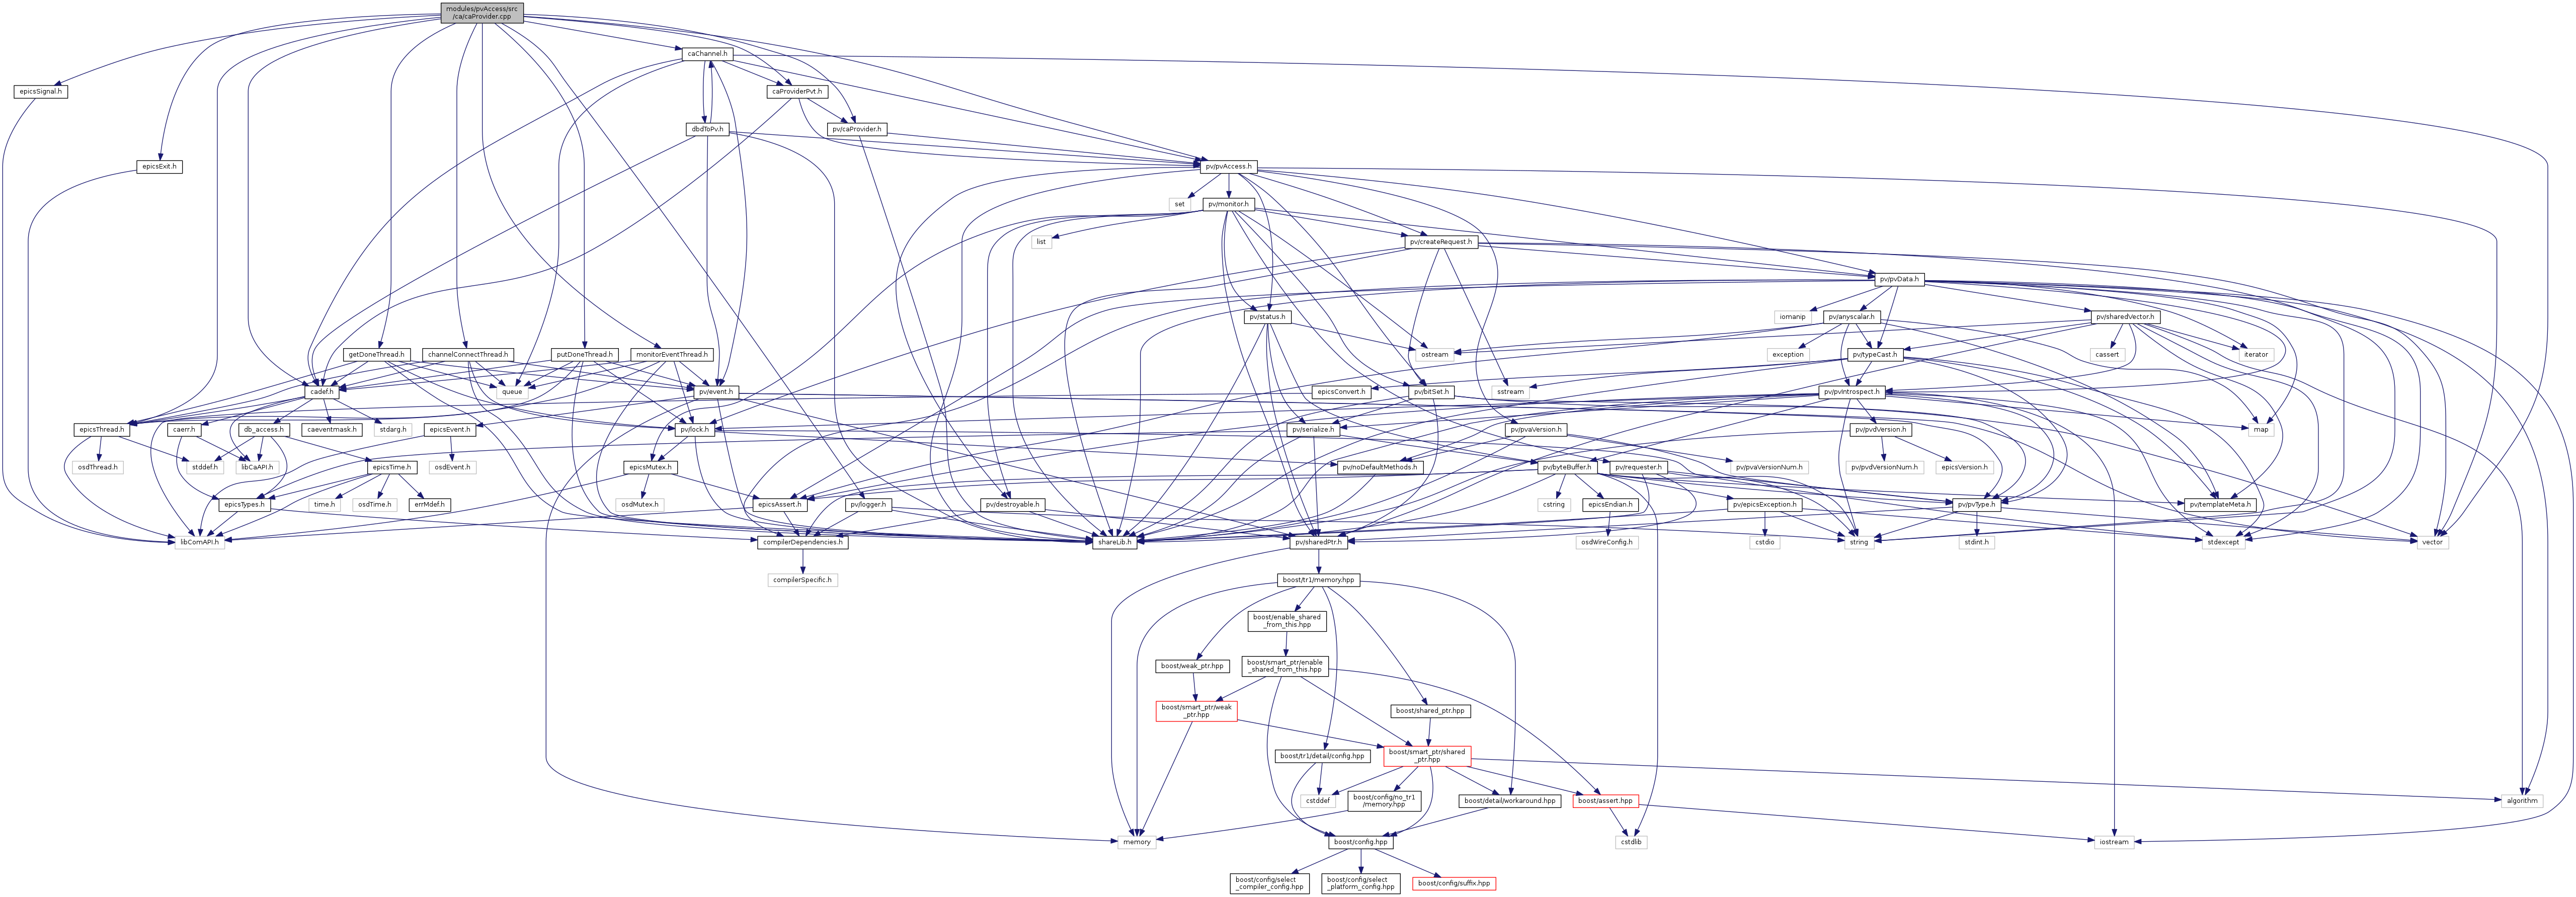 modules/pvAccess/src
/ca/caProvider.cpp
caChannel.h
epicsSignal.h
caProviderPvt.h
dbdToPv.h
pv/caProvider.h
epicsExit.h
pv/pvAccess.h
set
pv/monitor.h
list
pv/createRequest.h
pv/pvData.h
pv/status.h
iomanip
pv/anyscalar.h
pv/sharedVector.h
getDoneThread.h
channelConnectThread.h
putDoneThread.h
monitorEventThread.h
ostream
exception
pv/typeCast.h
cassert
iterator
cadef.h
queue
pv/event.h
epicsConvert.h
pv/bitSet.h
sstream
pv/pvIntrospect.h
epicsThread.h
caerr.h
db_access.h
caeventmask.h
stdarg.h
epicsEvent.h
pv/lock.h
pv/serialize.h
pv/pvaVersion.h
pv/pvdVersion.h
map
osdThread.h
stddef.h
libCaAPI.h
epicsTime.h
osdEvent.h
epicsMutex.h
pv/noDefaultMethods.h
pv/byteBuffer.h
pv/requester.h
pv/pvaVersionNum.h
pv/pvdVersionNum.h
epicsVersion.h
epicsTypes.h
time.h
osdTime.h
errMdef.h
osdMutex.h
epicsAssert.h
pv/logger.h
pv/destroyable.h
cstring
epicsEndian.h
pv/epicsException.h
pv/pvType.h
pv/templateMeta.h
libComAPI.h
compilerDependencies.h
shareLib.h
pv/sharedPtr.h
osdWireConfig.h
cstdio
string
stdint.h
stdexcept
vector
compilerSpecific.h
boost/tr1/memory.hpp
boost/enable_shared
_from_this.hpp
boost/weak_ptr.hpp
boost/smart_ptr/enable
_shared_from_this.hpp
boost/smart_ptr/weak
_ptr.hpp
boost/shared_ptr.hpp
boost/tr1/detail/config.hpp
boost/smart_ptr/shared
_ptr.hpp
cstddef
boost/config/no_tr1
/memory.hpp
boost/detail/workaround.hpp
boost/assert.hpp
algorithm
memory
boost/config.hpp
cstdlib
iostream
boost/config/select
_compiler_config.hpp
boost/config/select
_platform_config.hpp
boost/config/suffix.hpp